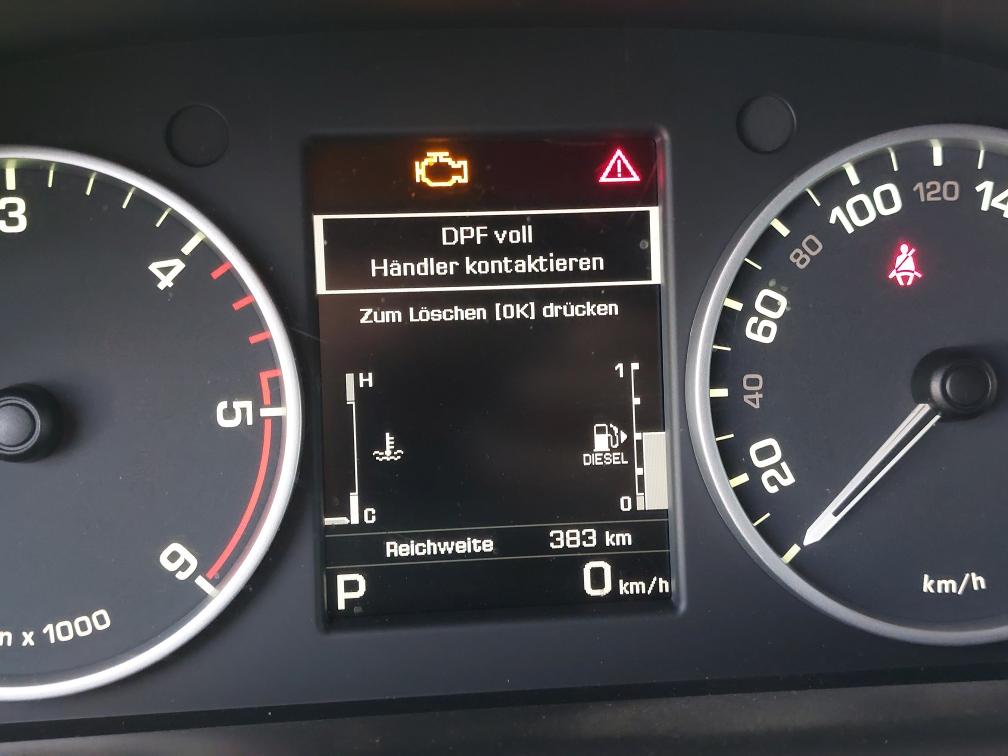 DPF voll
Händler kontaktieren
Zum Löschen [OK] drücken
H
C
1
DIESEL
0
Reichweite 383 km
P 0 km/h
3
4
5
6
n x 1000
20
40
60
80
100
120
km/h